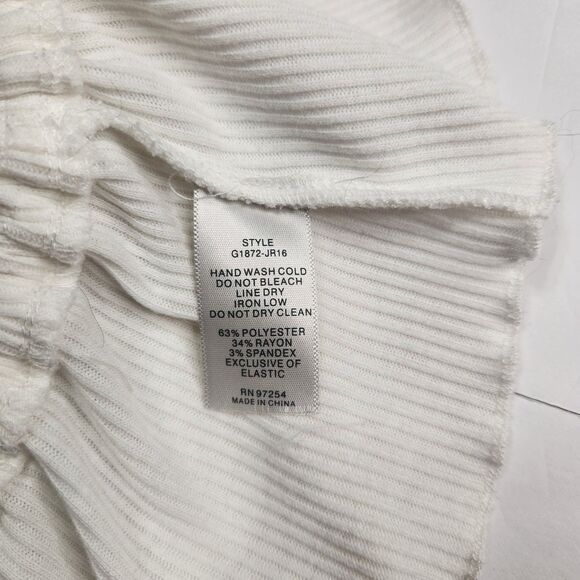 STYLE
G1872-JR16
HAND WASH COLD
DO NOT BLEACH
LINE DRY
IRON LOW
DO NOT DRY CLEAN
63% POLYESTER
34% RAYON
3% SPANDEX
EXCLUSIVE OF
ELASTIC
RN 97254
MADE IN CHINA